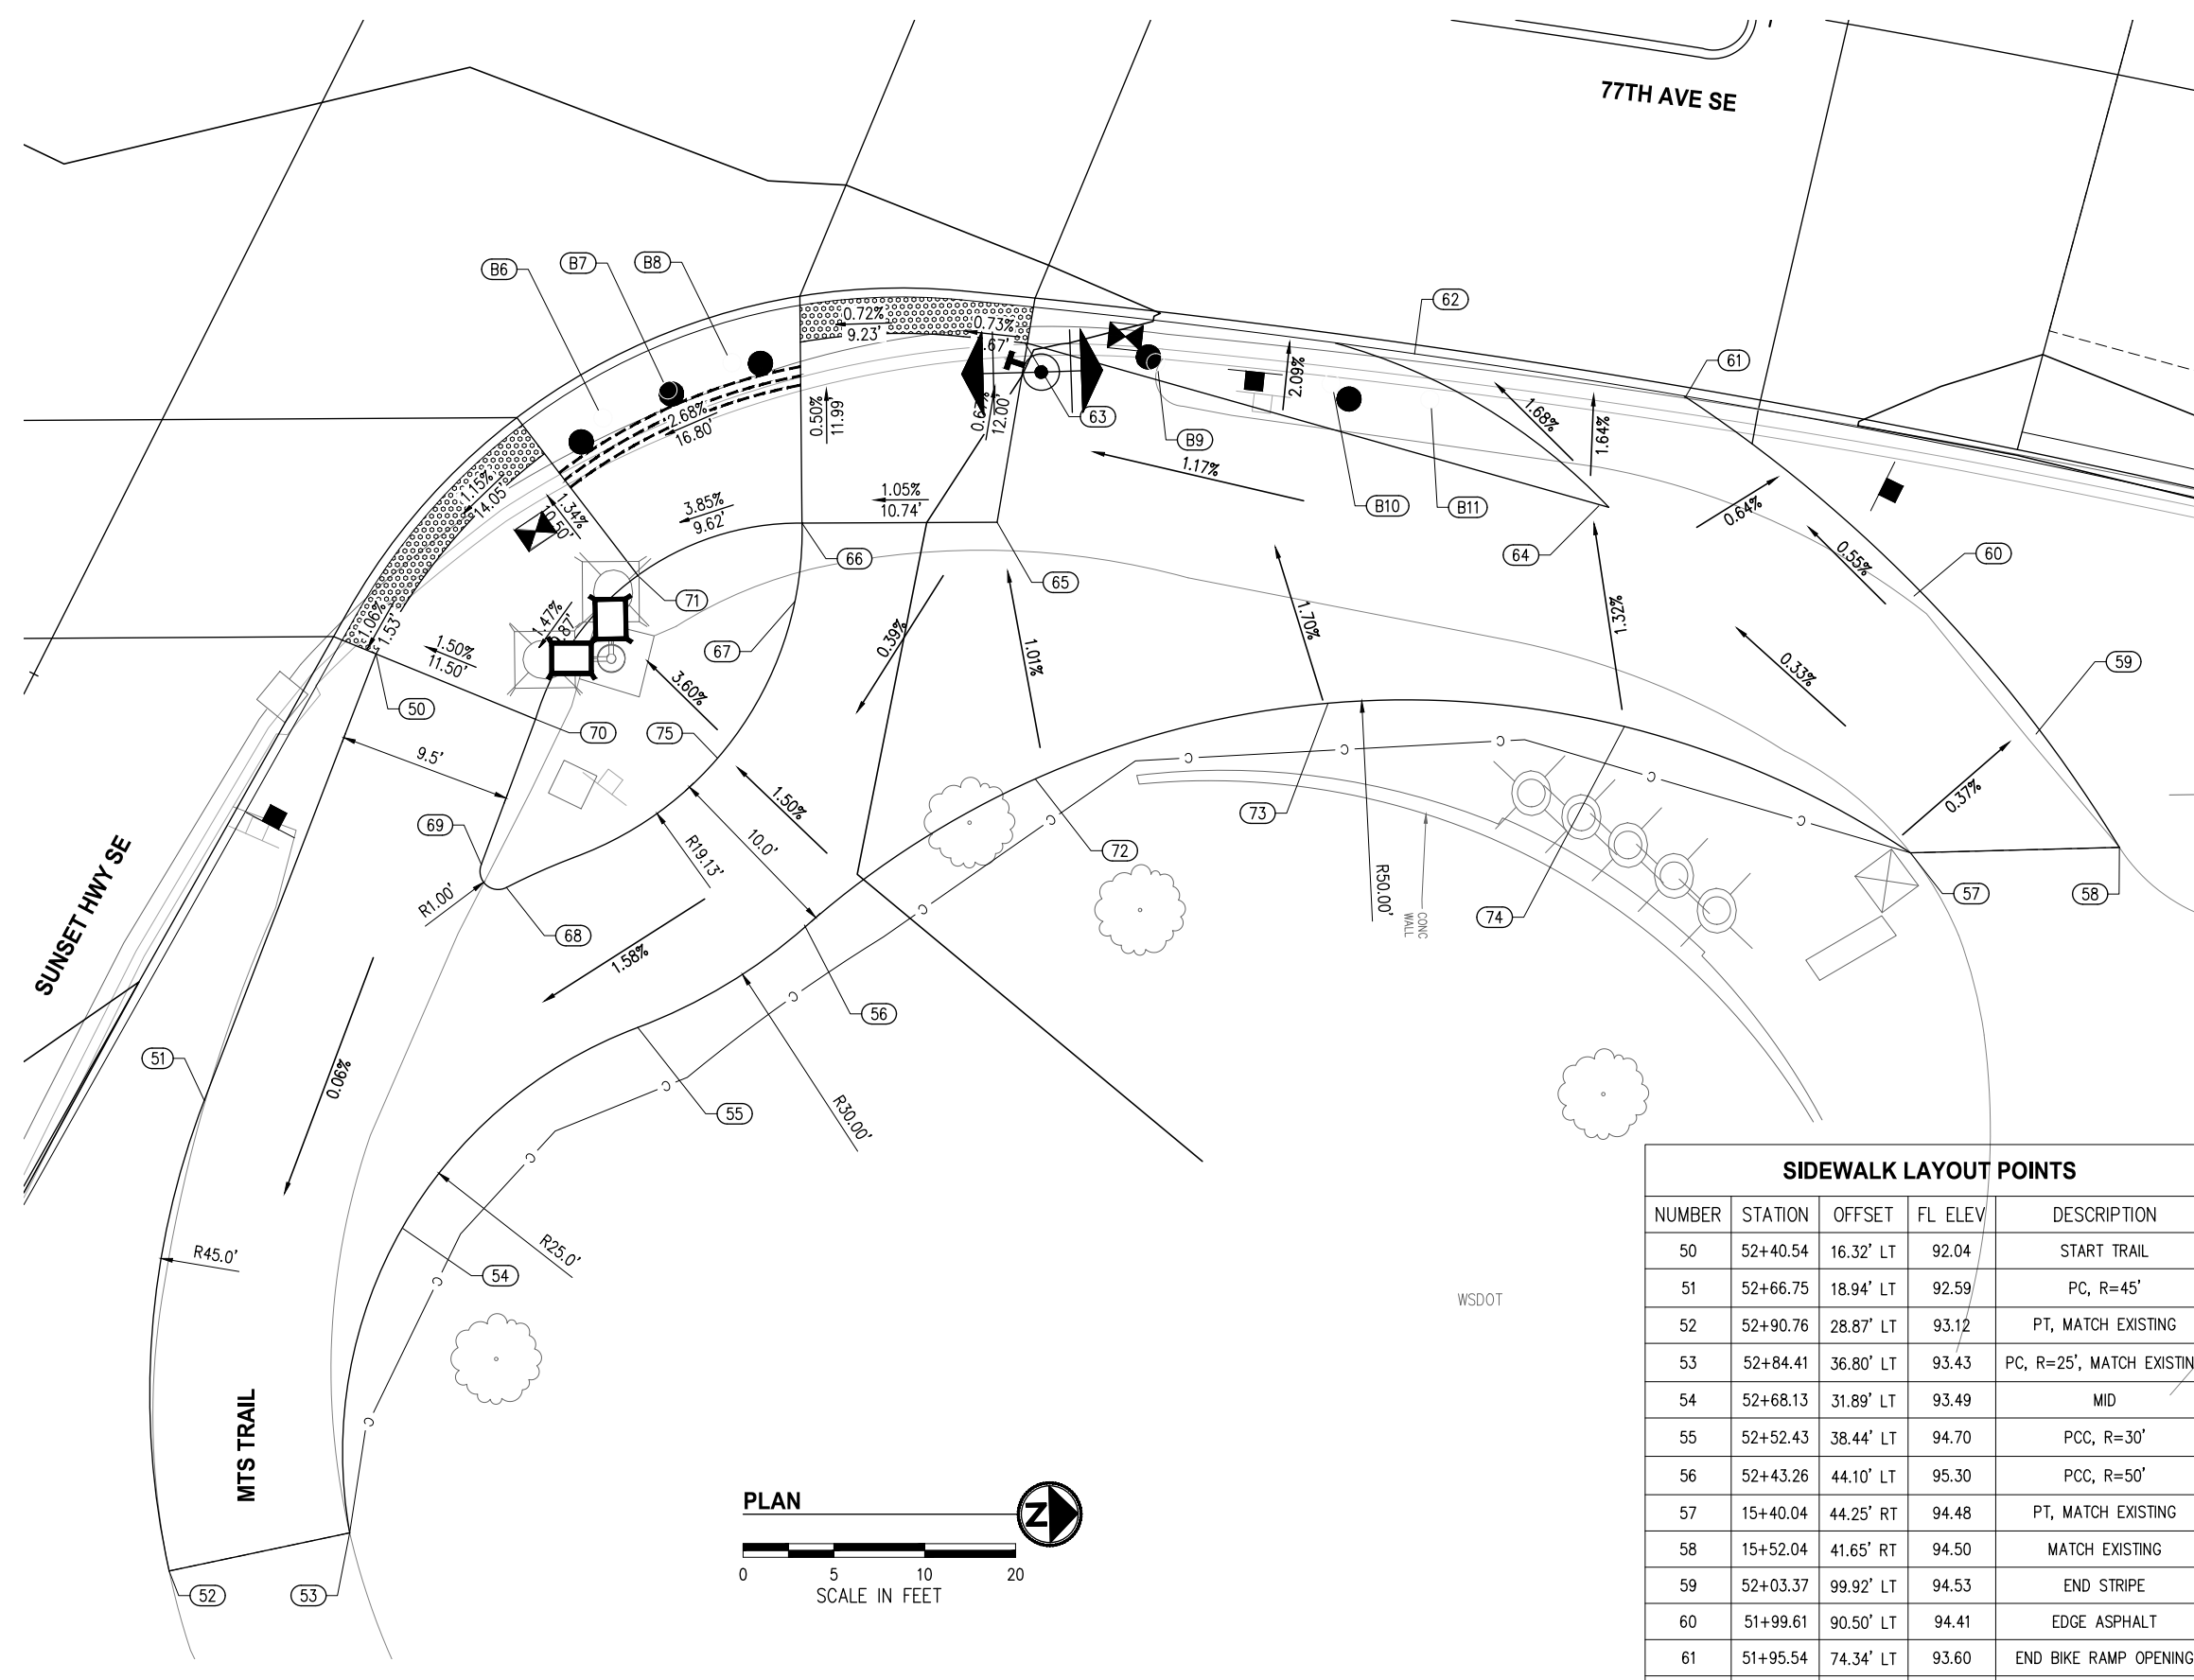 77TH AVE SE
B6
B7
B8
62
61
0.72%
9.23'
0.73%
.67'
2.09%
1.68%
1.64%
2.68%
16.80'
0.50%
11.99
12.00'
63
B9
B10
B11
1.17%
0.64%
0.55%
60
1.15%
14.05'
1.34%
10.50'
3.85%
9.62'
1.05%
10.74'
66
65
64
71
1.06%
1.53'
1.47%
1.50%
11.50'
67
0.39%
1.01%
1.70%
1.32%
0.33%
59
50
70
75
3.60%
9.5'
1.50%
10.0'
R19.13'
69
R1.00'
68
73
72
R50.00'
CONC
WALL
74
0.37%
57
58
SUNSET HWY SE
1.58%
56
51
0.06%
55
R30.00'
R45.0'
R25.0'
54
MTS TRAIL
52
53
WSDOT
PLAN
Z
0 5 10 20
SCALE IN FEET
SIDEWALK LAYOUT POINTS
NUMBER STATION OFFSET FL ELEV DESCRIPTION
50 52+40.54 16.32' LT 92.04 START TRAIL
51 52+66.75 18.94' LT 92.59 PC, R=45'
52 52+90.76 28.87' LT 93.12 PT, MATCH EXISTING
53 52+84.41 36.80' LT 93.43 PC, R=25', MATCH EXISTIN
54 52+68.13 31.89' LT 93.49 MID
55 52+52.43 38.44' LT 94.70 PCC, R=30'
56 52+43.26 44.10' LT 95.30 PCC, R=50'
57 15+40.04 44.25' RT 94.48 PT, MATCH EXISTING
58 15+52.04 41.65' RT 94.50 MATCH EXISTING
59 52+03.37 99.92' LT 94.53 END STRIPE
60 51+99.61 90.50' LT 94.41 EDGE ASPHALT
61 51+95.54 74.34' LT 93.60 END BIKE RAMP OPENING